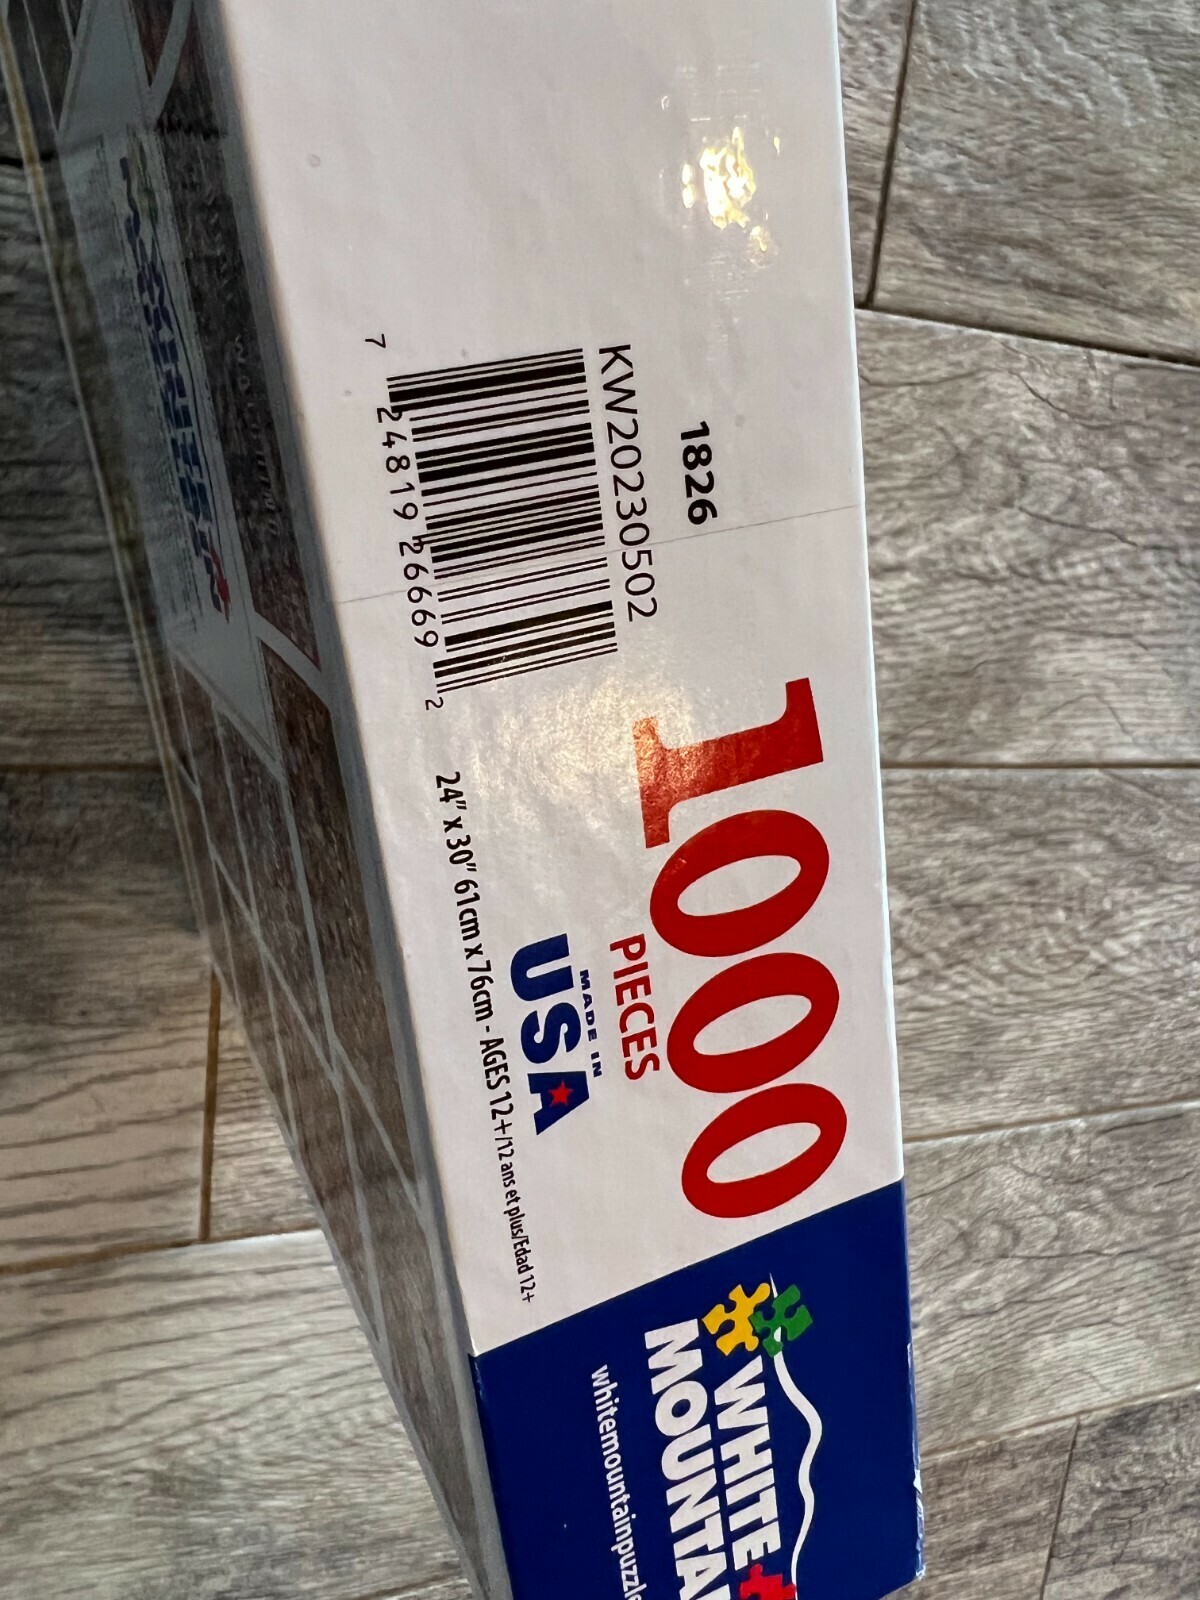 1826
KW20230502
7 24819 26669 2
1000
PIECES
MADE IN
USA
24" x 30" 61cm x 76cm - AGES 12+/12 ans et plus/Edad 12+
WHITE
MOUNTAI
whitemountainpuzzle